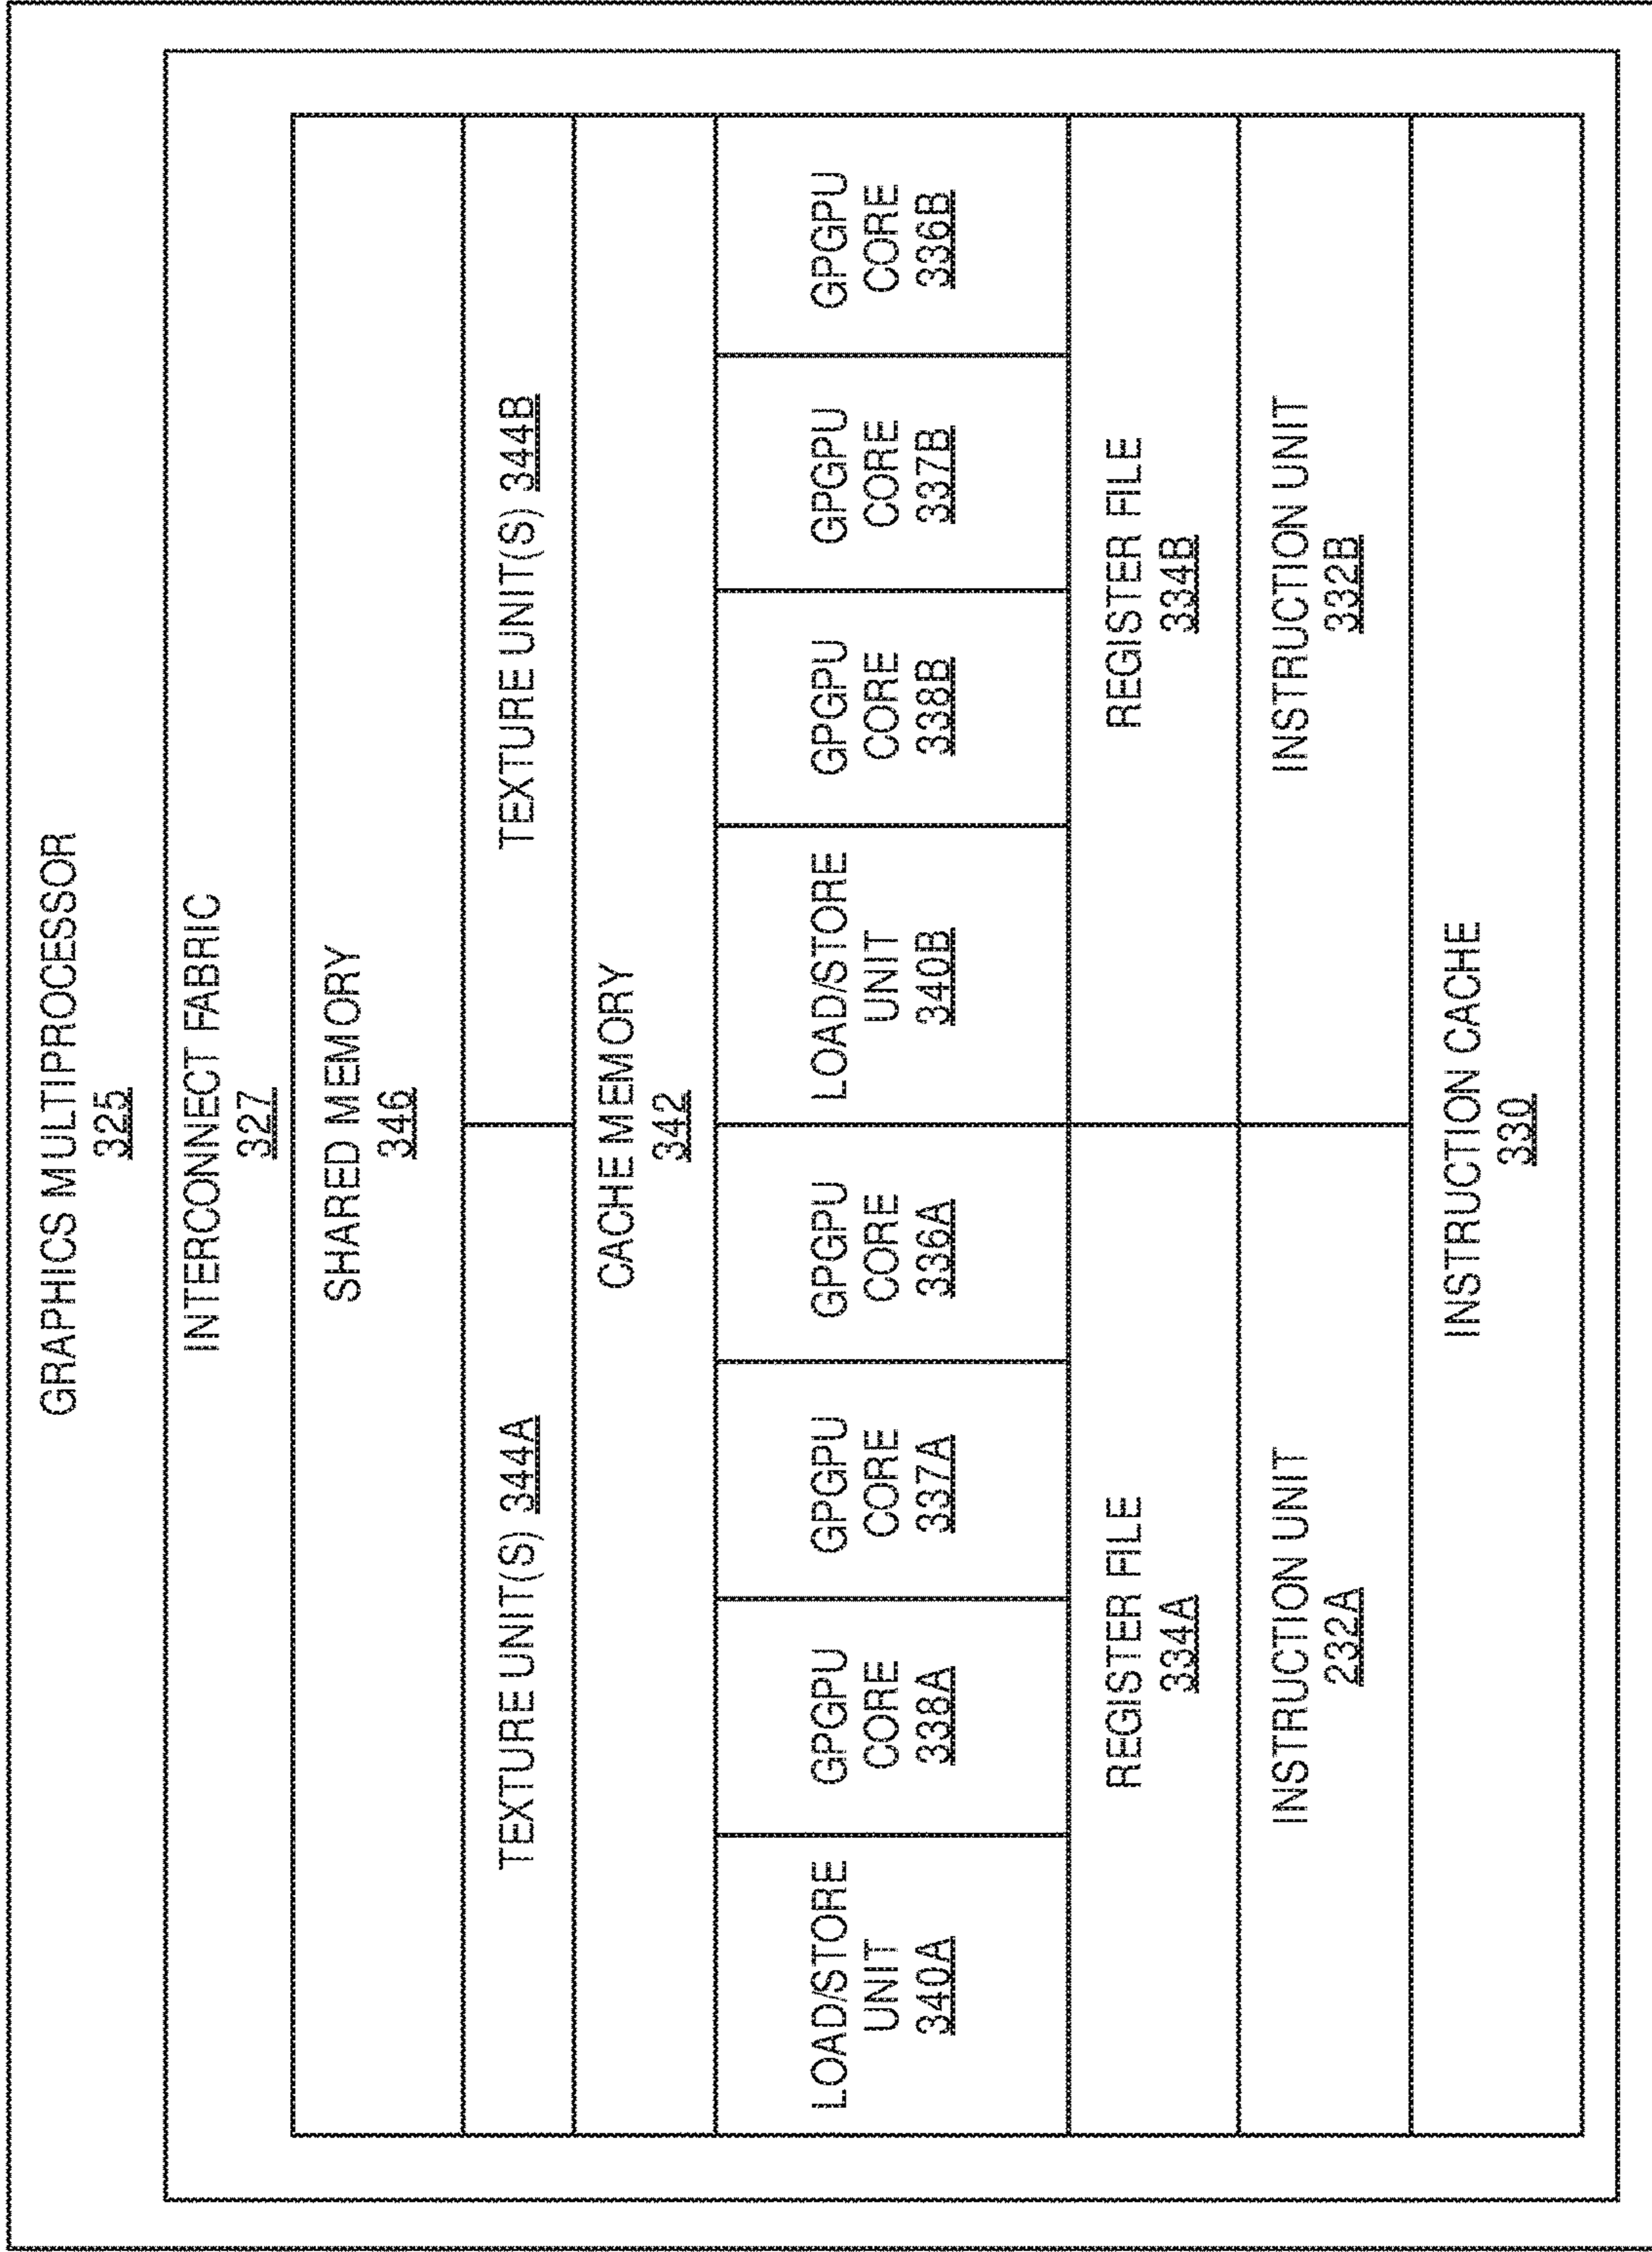 GRAPHICS MULTIPROCESSOR
325
INTERCONNECT FABRIC
327
SHARED MEMORY
346
TEXTURE UNIT(S) 344A
TEXTURE UNIT(S) 344B
CACHE MEMORY
342
LOAD/STORE
UNIT
340A
GPGPU
CORE
338A
GPGPU
CORE
337A
GPGPU
CORE
336A
LOAD/STORE
UNIT
340B
GPGPU
CORE
338B
GPGPU
CORE
337B
GPGPU
CORE
336B
REGISTER FILE
334A
REGISTER FILE
334B
INSTRUCTION UNIT
232A
INSTRUCTION UNIT
332B
INSTRUCTION CACHE
330